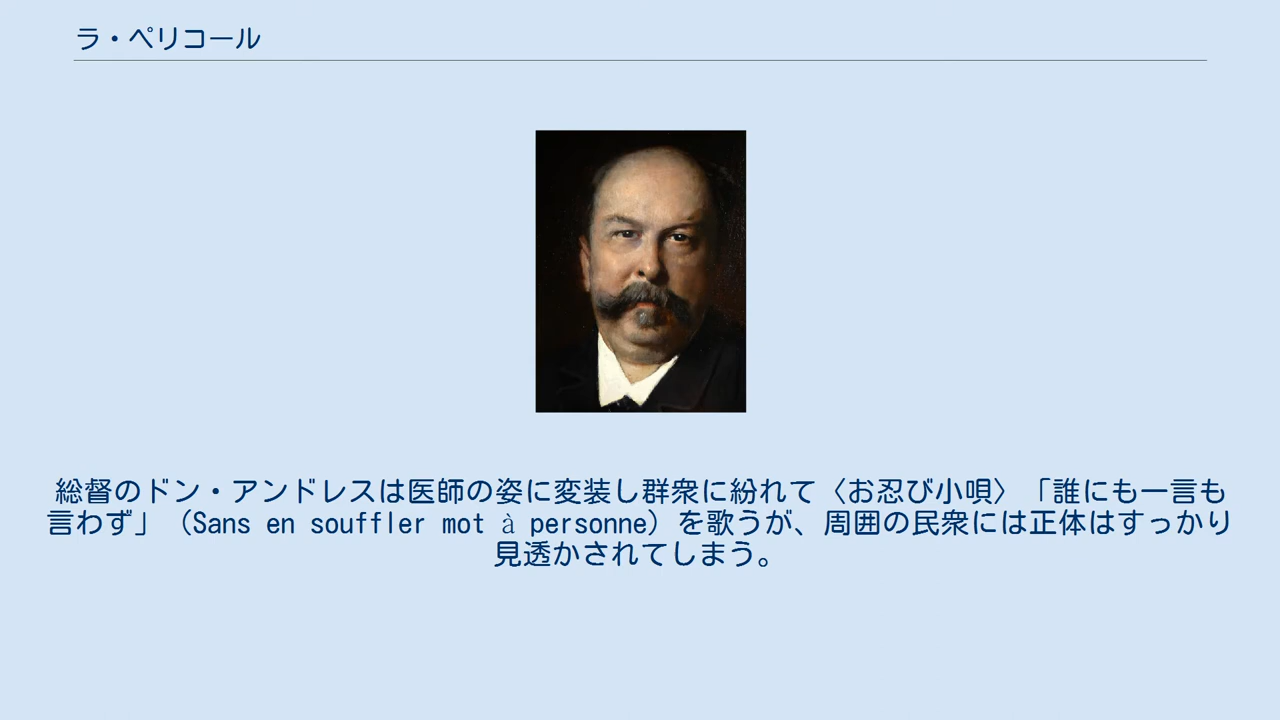 ラ・ペリコール
総督のドン・アンドレスは医師の姿に変装し群衆に紛れて〈お忍び小唄〉「誰にも一言も
言わず」（Sans en souffler mot à personne）を歌うが、周囲の民衆には正体はすっかり
見透かされてしまう。